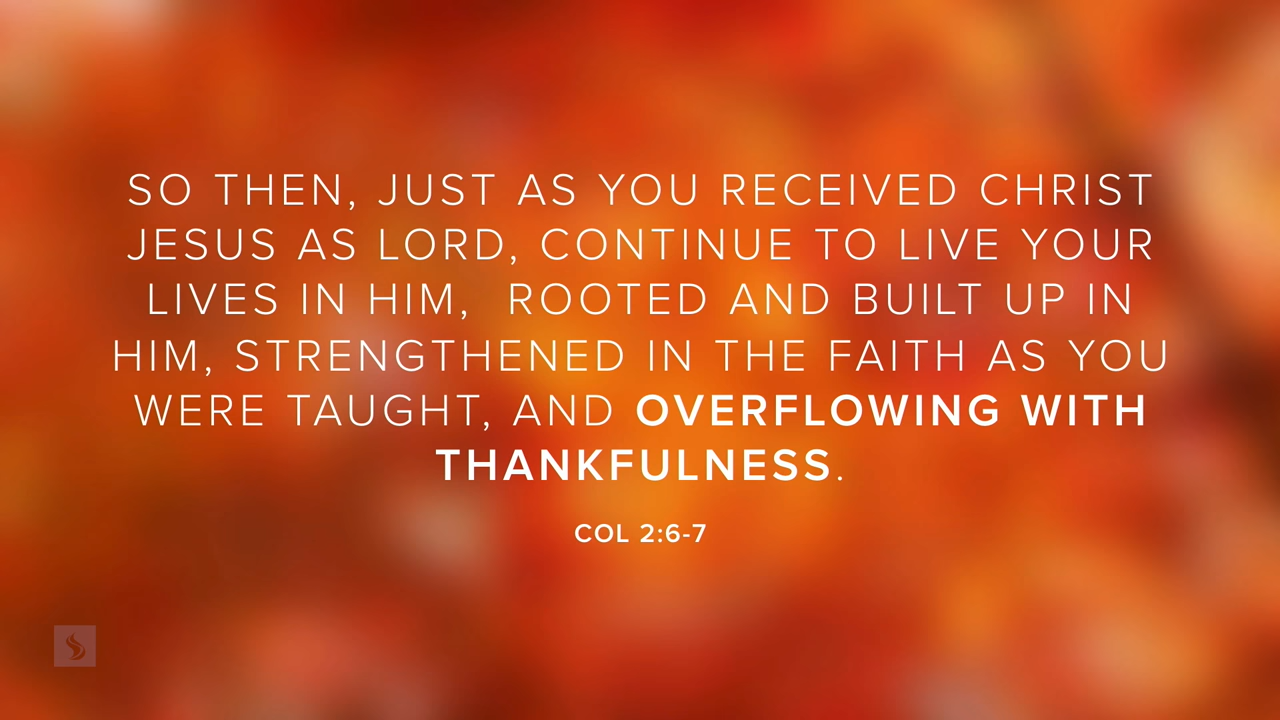 SO THEN, JUST AS YOU RECEIVED CHRIST
JESUS AS LORD, CONTINUE TO LIVE YOUR
LIVES IN HIM,  ROOTED AND BUILT UP IN
HIM, STRENGTHENED IN THE FAITH AS YOU
WERE TAUGHT, AND OVERFLOWING WITH
THANKFULNESS.
COL 2:6-7